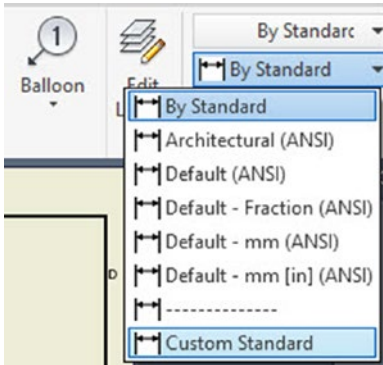 1
By Standarc
Balloon
Edit
By Standard
L
By Standard
Architectural (ANSI)
Default (ANSI)
Default - Fraction (ANSI)
Default - mm (ANSI)
D
Default - mm [in] (ANSI)
--------------
Custom Standard